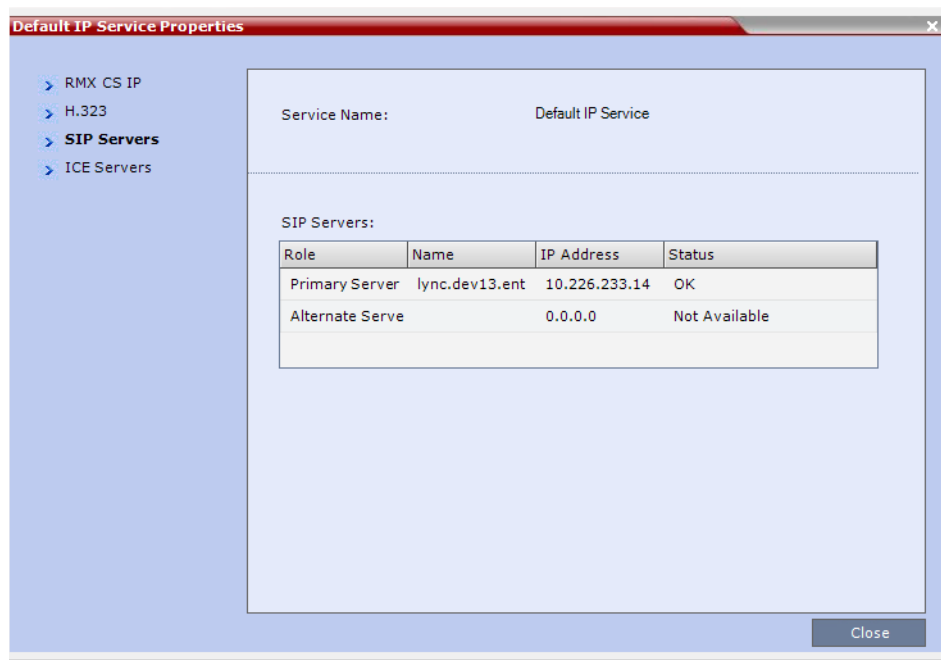 Default IP Service Properties
RMX CS IP
H.323
SIP Servers
ICE Servers
Service Name: Default IP Service
SIP Servers:
Role Name IP Address Status
Primary Server lync.dev13.ent 10.226.233.14 OK
Alternate Serve 0.0.0.0 Not Available
Close